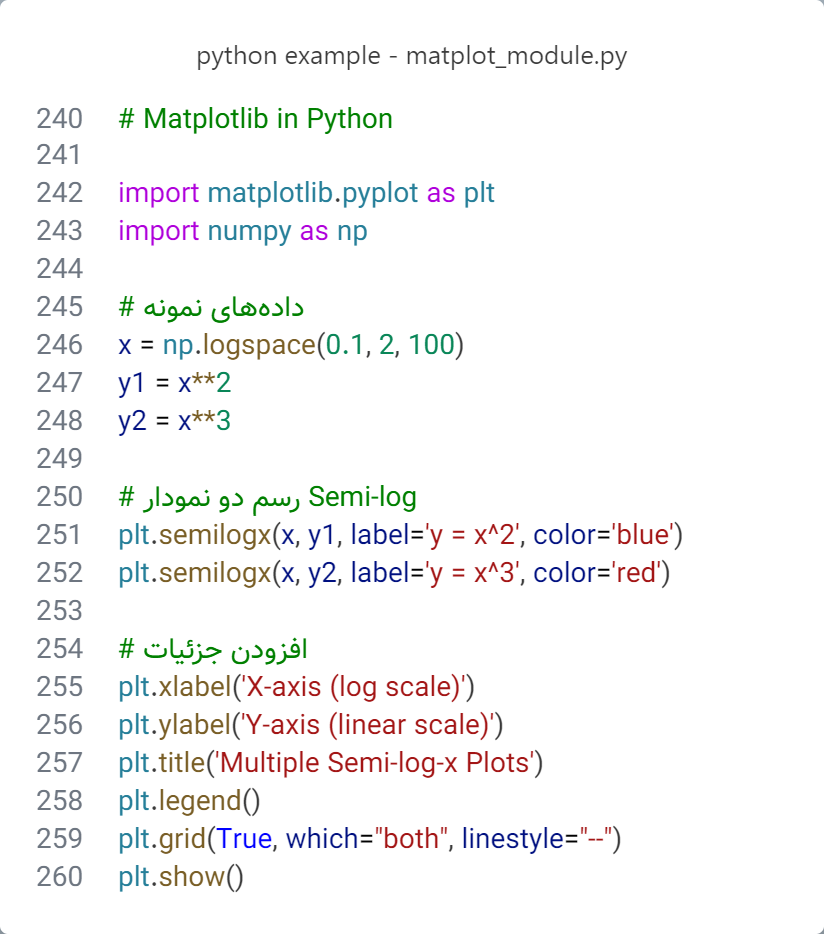 python example - matplot_module.py
240 # Matplotlib in Python
241
242 import matplotlib.pyplot as plt
243 import numpy as np
244
245 # داده‌های نمونه
246 x = np.logspace(0.1, 2, 100)
247 y1 = x**2
248 y2 = x**3
249
250 # رسم دو نمودار Semi-log
251 plt.semilogx(x, y1, label='y = x^2', color='blue')
252 plt.semilogx(x, y2, label='y = x^3', color='red')
253
254 # افزودن جزئیات
255 plt.xlabel('X-axis (log scale)')
256 plt.ylabel('Y-axis (linear scale)')
257 plt.title('Multiple Semi-log-x Plots')
258 plt.legend()
259 plt.grid(True, which="both", linestyle="--")
260 plt.show()